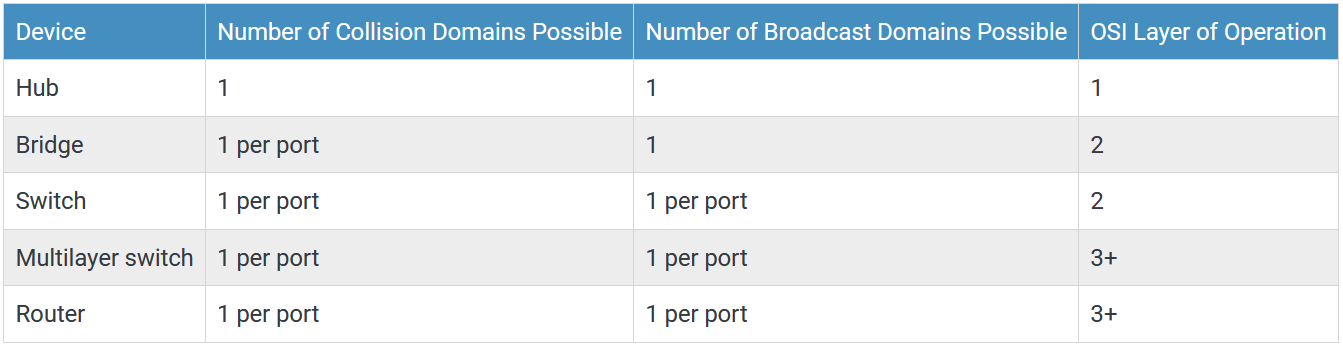 Device Number of Collision Domains Possible Number of Broadcast Domains Possible OSI Layer of Operation
Hub 1 1 1
Bridge 1 per port 1 2
Switch 1 per port 1 per port 2
Multilayer switch 1 per port 1 per port 3+
Router 1 per port 1 per port 3+